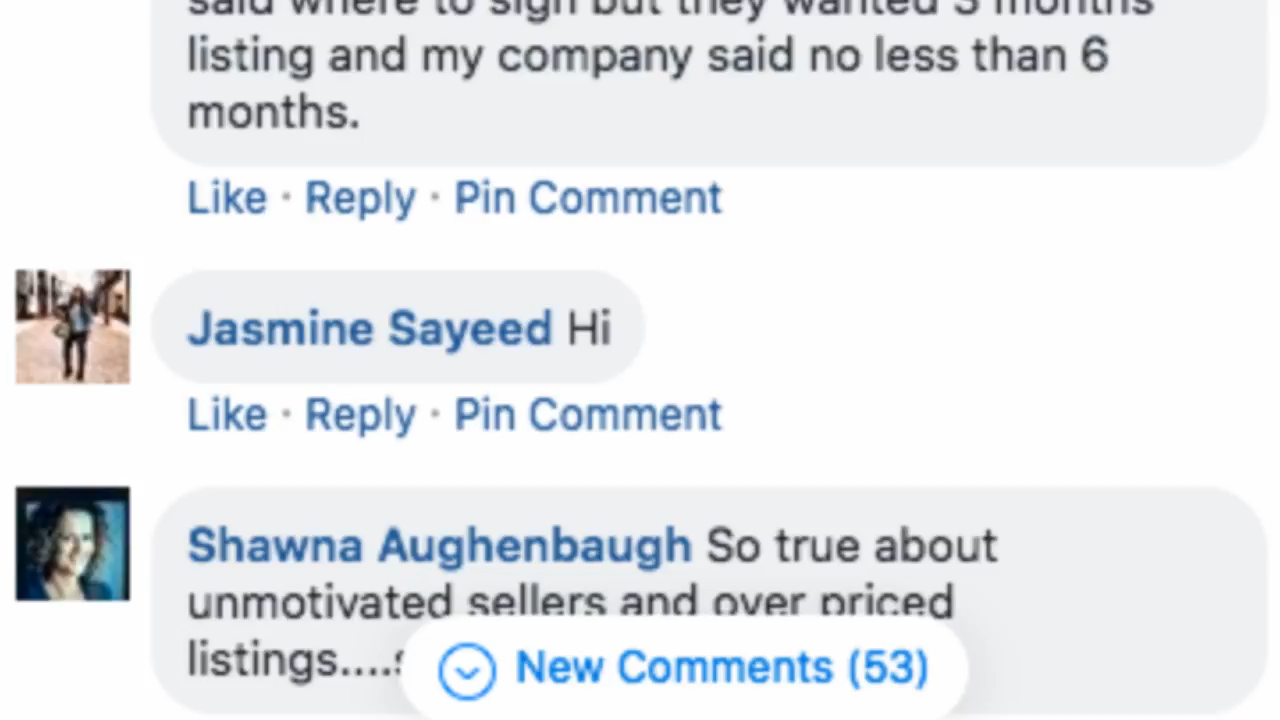 said where to sign but they wanted 3 months
listing and my company said no less than 6
months.
Like · Reply · Pin Comment
Jasmine Sayeed Hi
Like · Reply · Pin Comment
Shawna Aughenbaugh So true about
unmotivated sellers and over priced
listings....
New Comments (53)